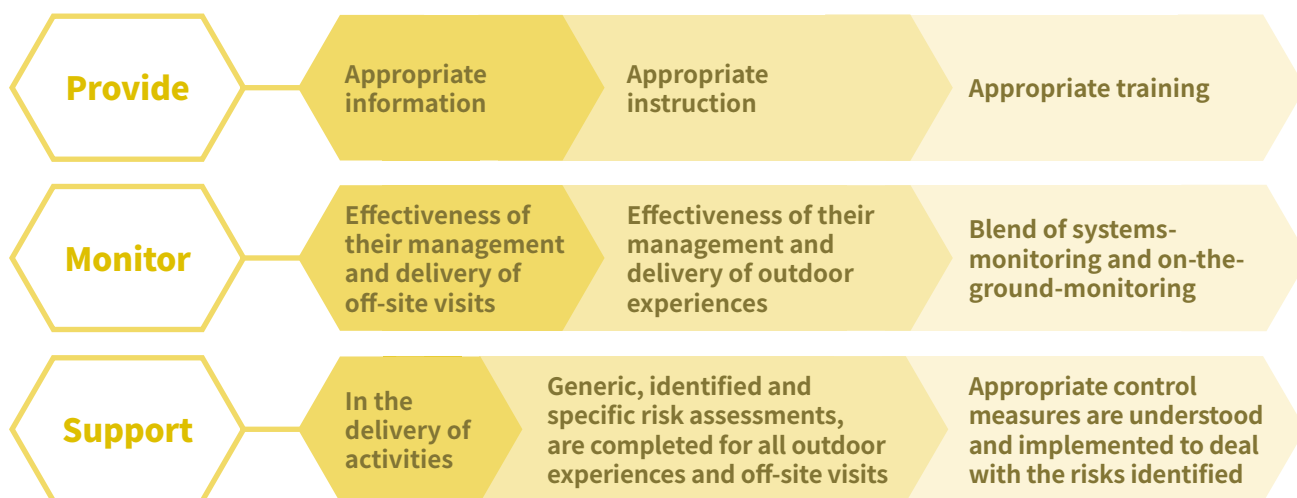 Provide
Appropriate
information
Appropriate
instruction
Appropriate training
Monitor
Effectiveness of
their management
and delivery of
off-site visits
Effectiveness of their
management and
delivery of outdoor
experiences
Blend of systems-
monitoring and on-the-
ground-monitoring
Support
In the
delivery of
activities
Generic, identified and
specific risk assessments,
are completed for all outdoor
experiences and off-site visits
Appropriate control
measures are understood
and implemented to deal
with the risks identified